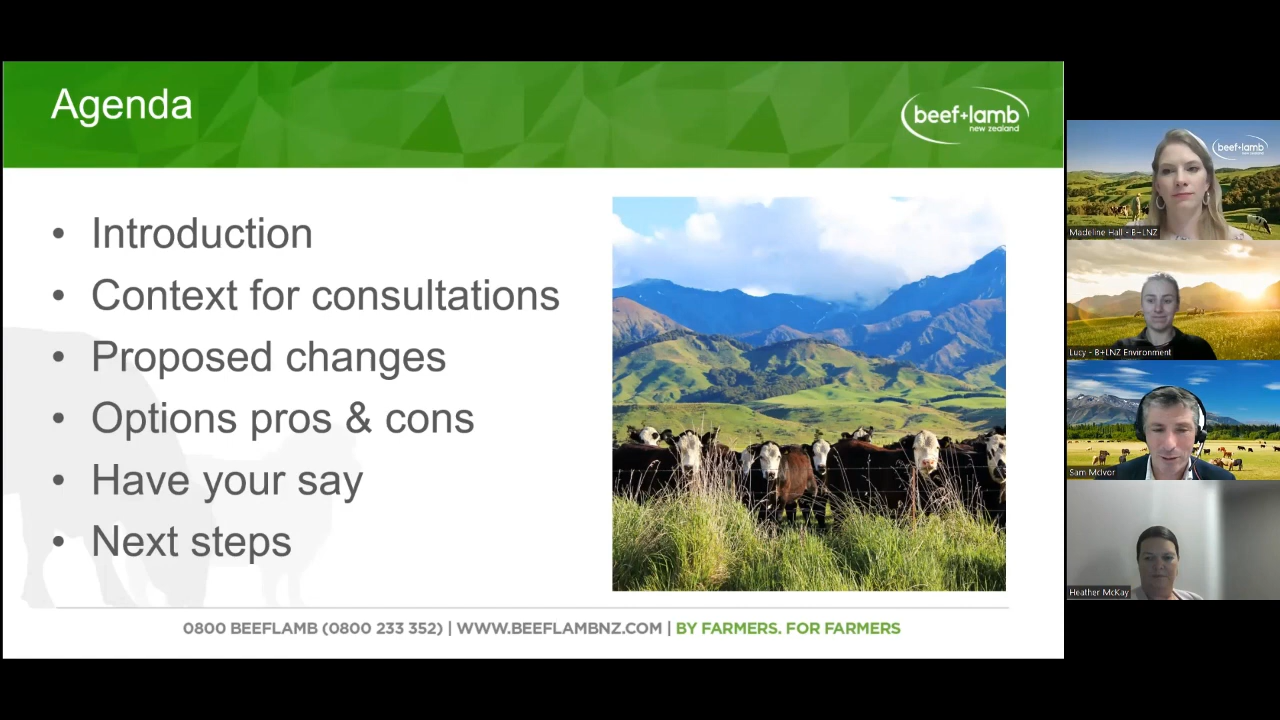 Agenda
beef+lamb
new zealand
• Introduction
• Context for consultations
• Proposed changes
• Options pros & cons
• Have your say
• Next steps
0800 BEEFLAMB (0800 233 352) | WWW.BEEFLAMBNZ.COM | BY FARMERS. FOR FARMERS
beef+lamb
Madeline Hall - B+LNZ
Lucy - B+LNZ Environment
Sam McIvor
Heather McKay